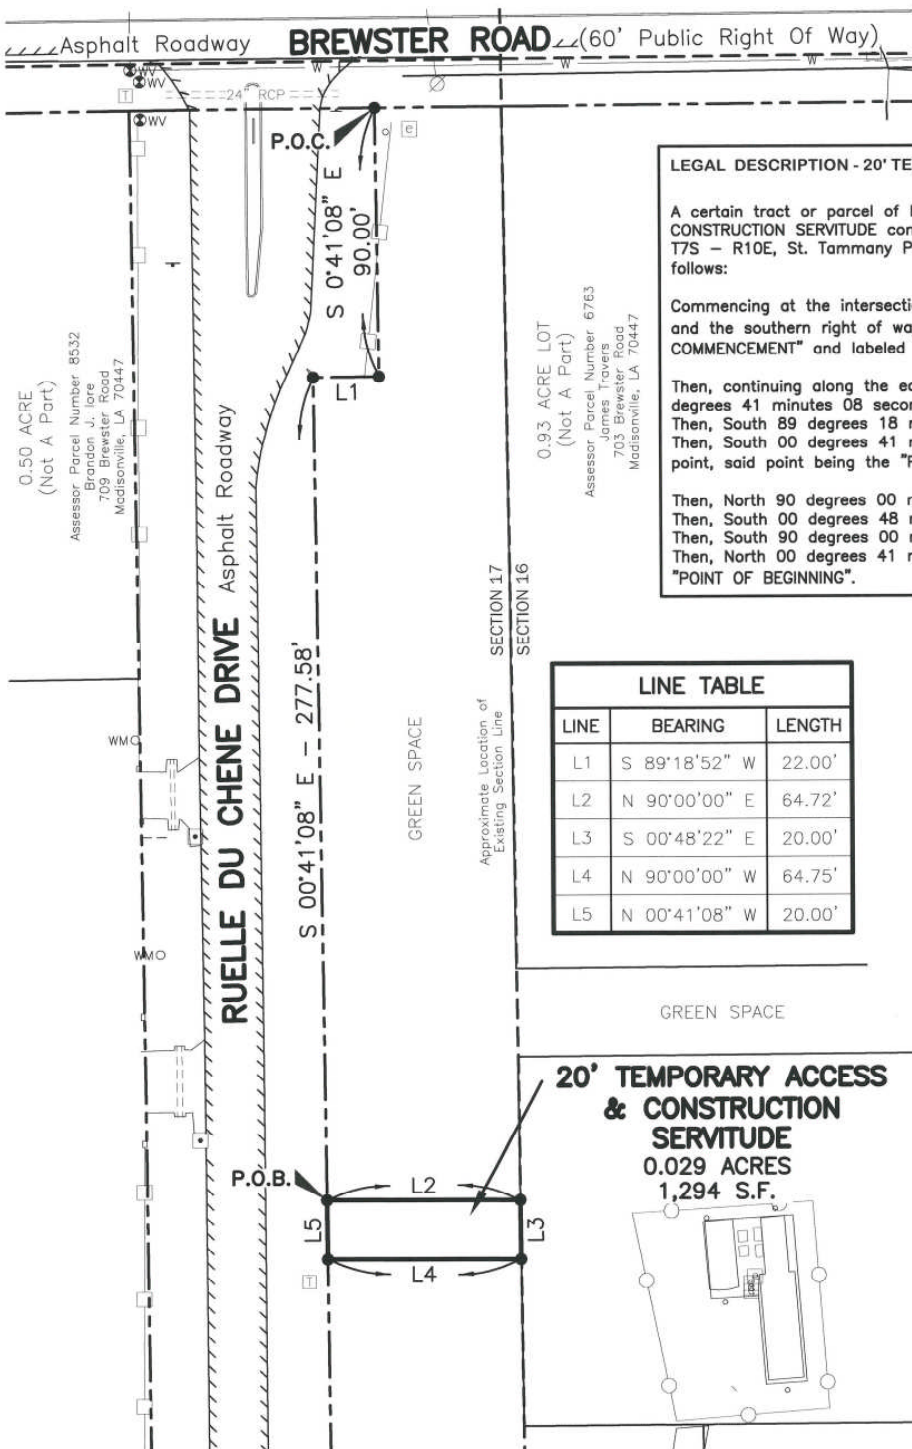 Asphalt Roadway BREWSTER ROAD (60' Public Right Of Way)
W W W
WV
WV
T 24" RCP
WV
P.O.C.
e
S 0°41'08" E
90.00'
L1
0.50 ACRE
(Not A Part)
Assessor Parcel Number 8532
Brandon J. Iore
709 Brewster Road
Madisonville, LA 70447
RUELLE DU CHENE DRIVE Asphalt Roadway
0.93 ACRE LOT
(Not A Part)
Assessor Parcel Number 6763
James Travers
703 Brewster Road
Madisonville, LA 70447
LEGAL DESCRIPTION - 20' TE
A certain tract or parcel of
CONSTRUCTION SERVITUDE con
T7S – R10E, St. Tammany P
follows:
Commencing at the intersecti
and the southern right of wa
COMMENCEMENT" and labeled
Then, continuing along the ea
degrees 41 minutes 08 secon
Then, South 89 degrees 18 m
Then, South 00 degrees 41 m
point, said point being the "P
Then, North 90 degrees 00 m
Then, South 00 degrees 48 m
Then, South 90 degrees 00 m
Then, North 00 degrees 41 m
"POINT OF BEGINNING".
SECTION 17
SECTION 16
S 00°41'08" E – 277.58'
GREEN SPACE
Approximate Location of
Existing Section Line
LINE TABLE
LINE BEARING LENGTH
L1 S 89°18'52" W 22.00'
L2 N 90°00'00" E 64.72'
L3 S 00°48'22" E 20.00'
L4 N 90°00'00" W 64.75'
L5 N 00°41'08" W 20.00'
WMO
WMO
GREEN SPACE
20' TEMPORARY ACCESS
& CONSTRUCTION
SERVITUDE
0.029 ACRES
1,294 S.F.
P.O.B.
L2
L5
L3
L4
T